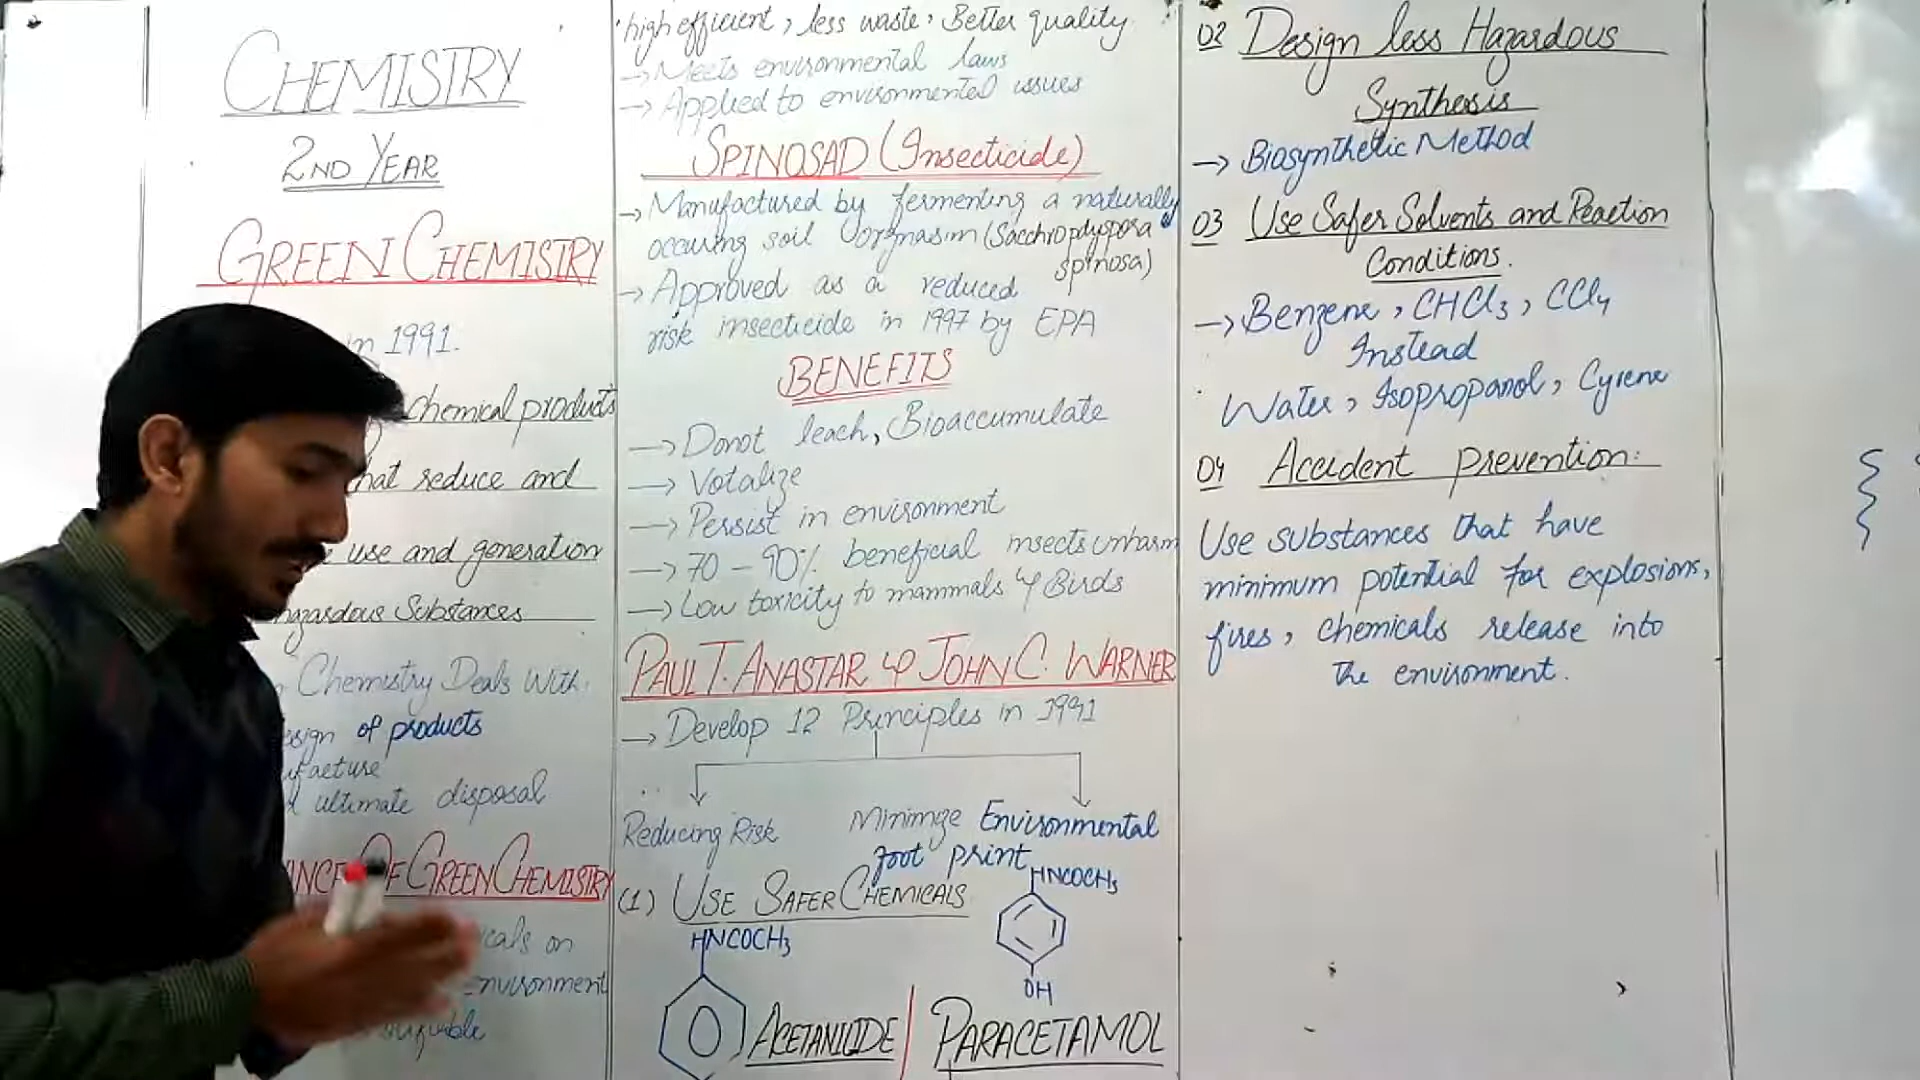 CHEMISTRY
2ND YEAR
GREEN CHEMISTRY
in 1991.
chemical products
that reduce and
use and generation
hazardous Substances
Chemistry Deals With.
of products
ultimate disposal
OF GREEN CHEMISTRY
on
environment
high efficient, less waste, Better quality
→ Meets environmental laws
→ Applied to environmental issues
SPINOSAD (Insecticide)
→ Manufactured by fermenting a naturally
occuring soil (Sacchropdyspora
spinosa)
→ Approved as a reduced
risk insecticide in 1997 by EPA
BENEFITS
→ Donot leach, Bioaccumulate
→ Votalize
→ Persist in environment
→ 70-90% beneficial insects unharm
→ Low toxicity to mammals & Birds
PAUL T. ANASTAR & JOHN C. WARNER
→ Develop 12 Principles in 1991
Reducing Risk
Minimze Environmental
foot print
(1) USE SAFER CHEMICALS
HNCOCH3
HNCOCH3
OH
ACETANILIDE / PARACETAMOL
02 Design less Hazardous
Synthesis
→ Biosynthetic Method
03 Use Safer Solvents and Reaction
Conditions.
→ Benzene, CHCl3, CCl4
Instead
Water, Isopropanol, Cyrene
04 Accident prevention:
Use substances that have
minimum potential for explosions,
fires, chemicals release into
the environment.